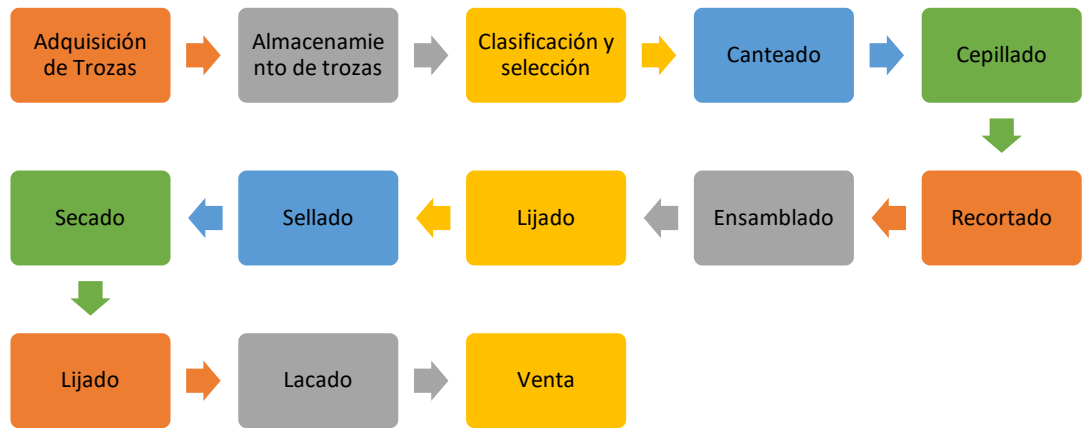 Adquisición
de Trozas
Almacenamie
nto de trozas
Clasificación y
selección
Canteado
Cepillado
Recortado
Ensamblado
Lijado
Sellado
Secado
Lijado
Lacado
Venta